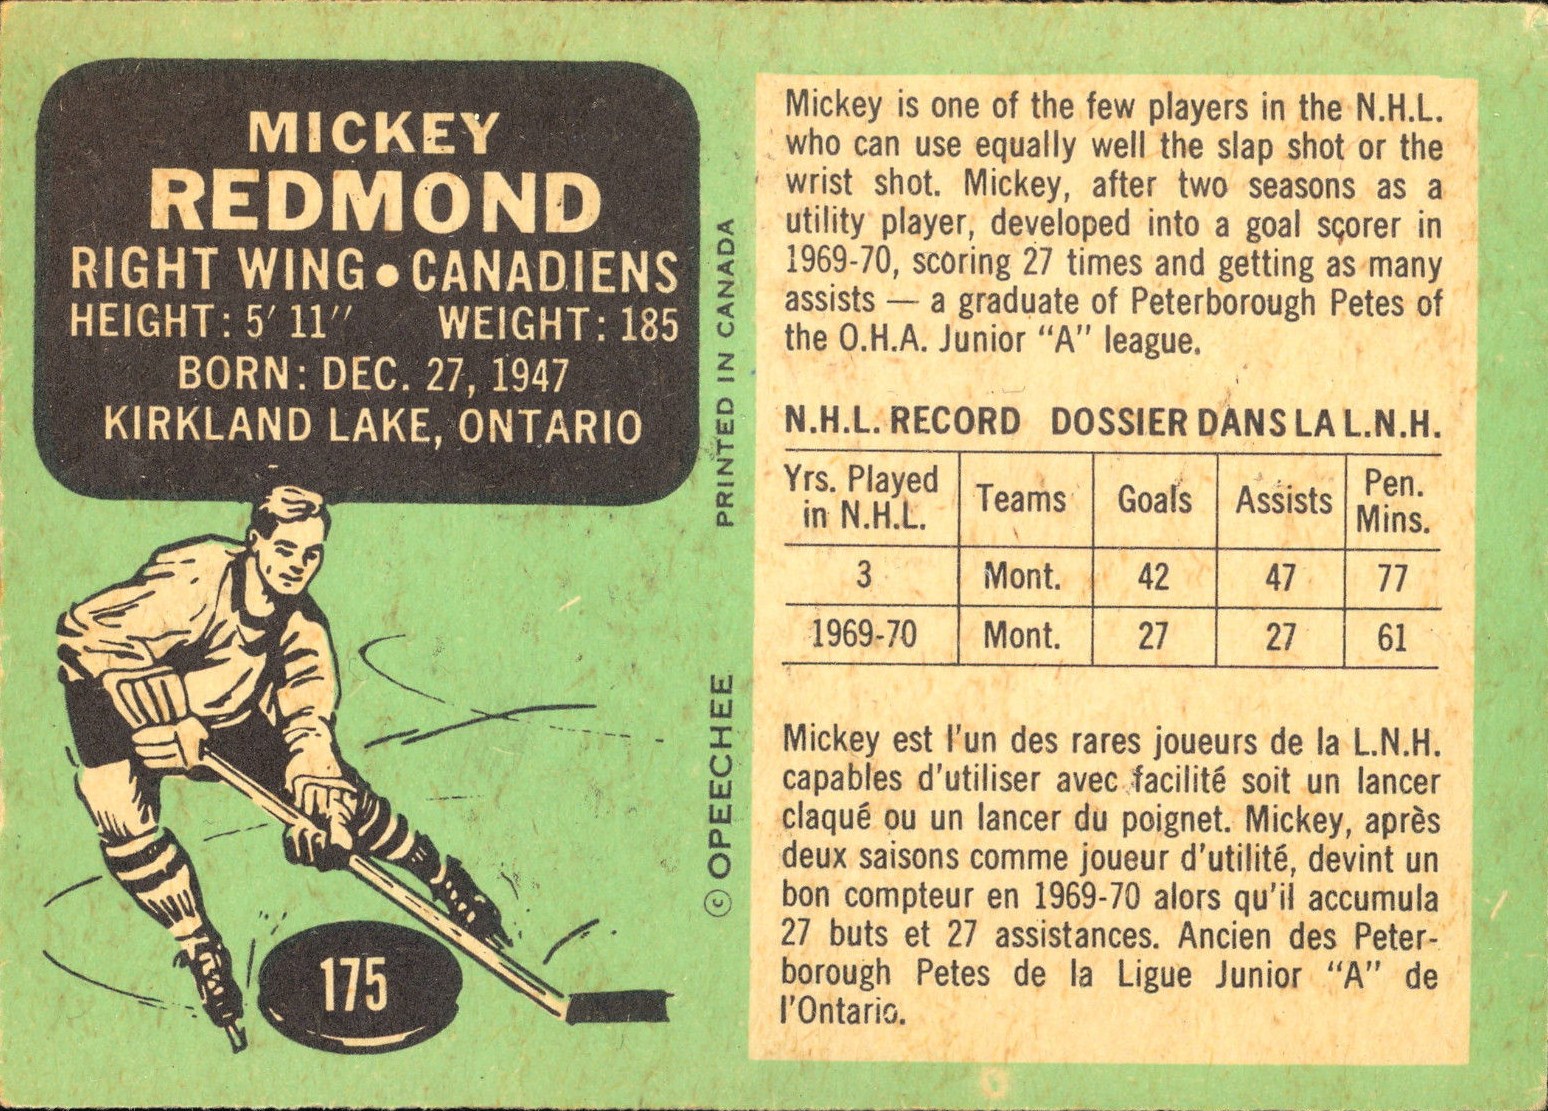 MICKEY
REDMOND
RIGHT WING • CANADIENS
HEIGHT: 5' 11" WEIGHT: 185
BORN: DEC. 27, 1947
KIRKLAND LAKE, ONTARIO
175
© OPEECHEE PRINTED IN CANADA
Mickey is one of the few players in the N.H.L.
who can use equally well the slap shot or the
wrist shot. Mickey, after two seasons as a
utility player, developed into a goal scorer in
1969-70, scoring 27 times and getting as many
assists — a graduate of Peterborough Petes of
the O.H.A. Junior "A" league.
N.H.L. RECORD DOSSIER DANS LA L.N.H.
Yrs. Played in N.H.L. Teams Goals Assists Pen. Mins.
3 Mont. 42 47 77
1969-70 Mont. 27 27 61
Mickey est l'un des rares joueurs de la L.N.H.
capables d'utiliser avec facilité soit un lancer
claqué ou un lancer du poignet. Mickey, après
deux saisons comme joueur d'utilité, devint un
bon compteur en 1969-70 alors qu'il accumula
27 buts et 27 assistances. Ancien des Peter-
borough Petes de la Ligue Junior "A" de
l'Ontario.